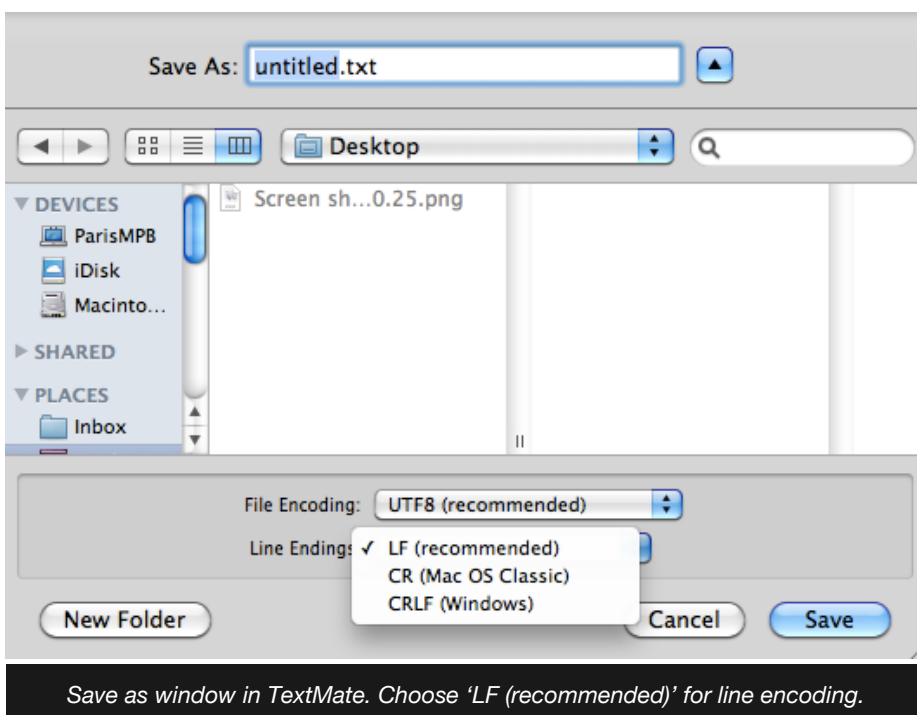 Save As: untitled.txt
Desktop
DEVICES
Screen sh...0.25.png
ParisMPB
iDisk
Macinto...
SHARED
PLACES
Inbox
File Encoding: UTF8 (recommended)
Line Endings ✓ LF (recommended)
CR (Mac OS Classic)
CRLF (Windows)
New Folder
Cancel
Save
Save as window in TextMate. Choose ‘LF (recommended)’ for line encoding.